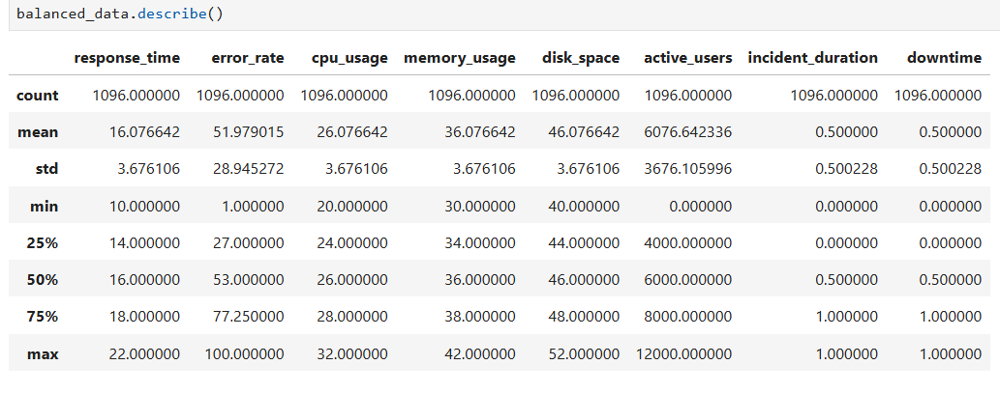 balanced_data.describe()
response_time error_rate cpu_usage memory_usage disk_space active_users incident_duration downtime
count 1096.000000 1096.000000 1096.000000 1096.000000 1096.000000 1096.000000 1096.000000 1096.000000
mean 16.076642 51.979015 26.076642 36.076642 46.076642 6076.642336 0.500000 0.500000
std 3.676106 28.945272 3.676106 3.676106 3.676106 3676.105996 0.500228 0.500228
min 10.000000 1.000000 20.000000 30.000000 40.000000 0.000000 0.000000 0.000000
25% 14.000000 27.000000 24.000000 34.000000 44.000000 4000.000000 0.000000 0.000000
50% 16.000000 53.000000 26.000000 36.000000 46.000000 6000.000000 0.500000 0.500000
75% 18.000000 77.250000 28.000000 38.000000 48.000000 8000.000000 1.000000 1.000000
max 22.000000 100.000000 32.000000 42.000000 52.000000 12000.000000 1.000000 1.000000